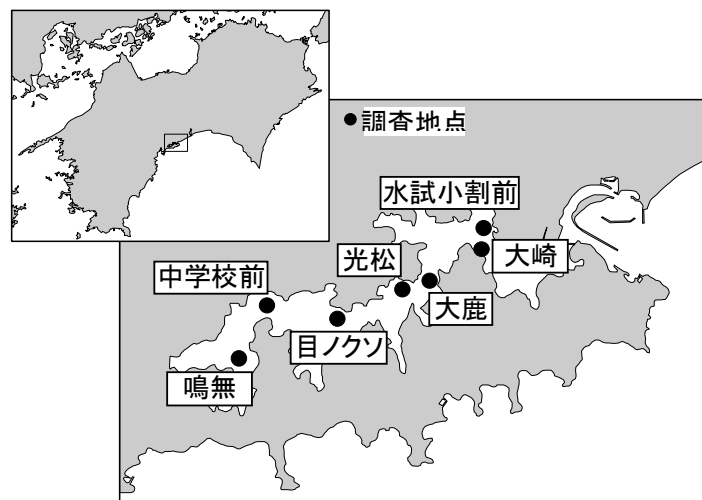 ●調査地点
水試小割前
大崎
光松
大鹿
中学校前
目ノクソ
鳴無